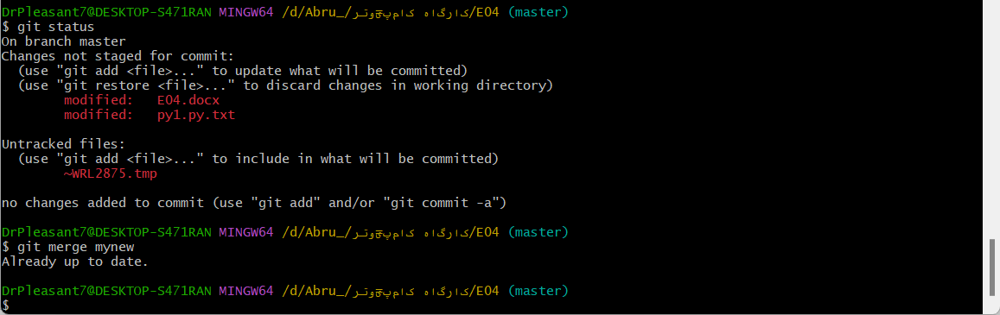 DrPleasant7@DESKTOP-S471RAN MINGW64 /d/Abru_/کارگاه کامپیوتر/E04 (master)
$ git status
On branch master
Changes not staged for commit:
  (use "git add <file>..." to update what will be committed)
  (use "git restore <file>..." to discard changes in working directory)
        modified:   E04.docx
        modified:   py1.py.txt

Untracked files:
  (use "git add <file>..." to include in what will be committed)
        ~WRL2875.tmp

no changes added to commit (use "git add" and/or "git commit -a")

DrPleasant7@DESKTOP-S471RAN MINGW64 /d/Abru_/کارگاه کامپیوتر/E04 (master)
$ git merge mynew
Already up to date.

DrPleasant7@DESKTOP-S471RAN MINGW64 /d/Abru_/کارگاه کامپیوتر/E04 (master)
$